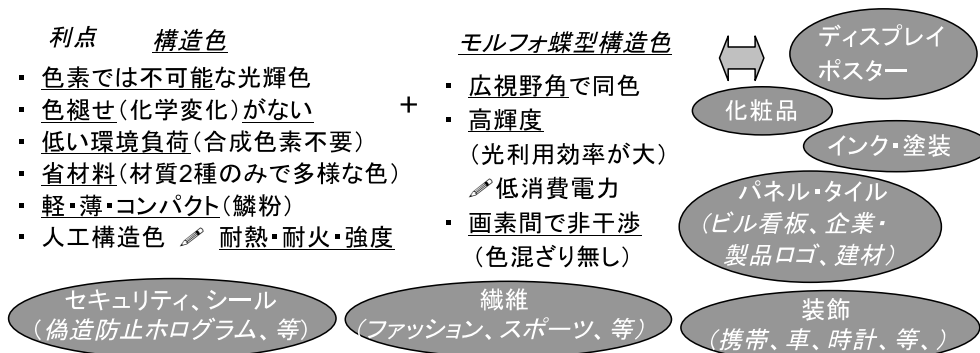 利点 構造色
▪ 色素では不可能な光輝色
▪ 色褪せ(化学変化)がない
▪ 低い環境負荷(合成色素不要)
▪ 省材料(材質2種のみで多様な色)
▪ 軽・薄・コンパクト(鱗粉)
▪ 人工構造色 耐熱・耐火・強度
+
モルフォ蝶型構造色
▪ 広視野角で同色
▪ 高輝度
(光利用効率が大)
低消費電力
▪ 画素間で非干渉
(色混ざり無し)
ディスプレイ
ポスター
化粧品
インク・塗装
パネル・タイル
(ビル看板、企業・
製品ロゴ、建材)
セキュリティ、シール
(偽造防止ホログラム、等)
繊維
(ファッション、スポーツ、等)
装飾
(携帯、車、時計、等、)